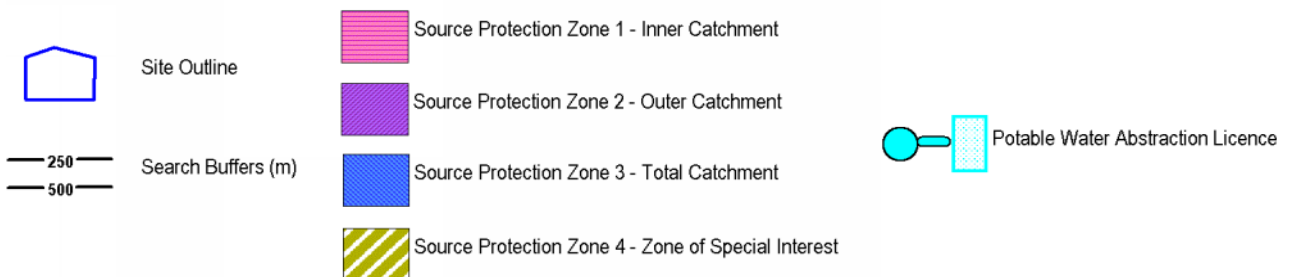 Site Outline
250
500
Search Buffers (m)
Source Protection Zone 1 - Inner Catchment
Source Protection Zone 2 - Outer Catchment
Source Protection Zone 3 - Total Catchment
Source Protection Zone 4 - Zone of Special Interest
Potable Water Abstraction Licence